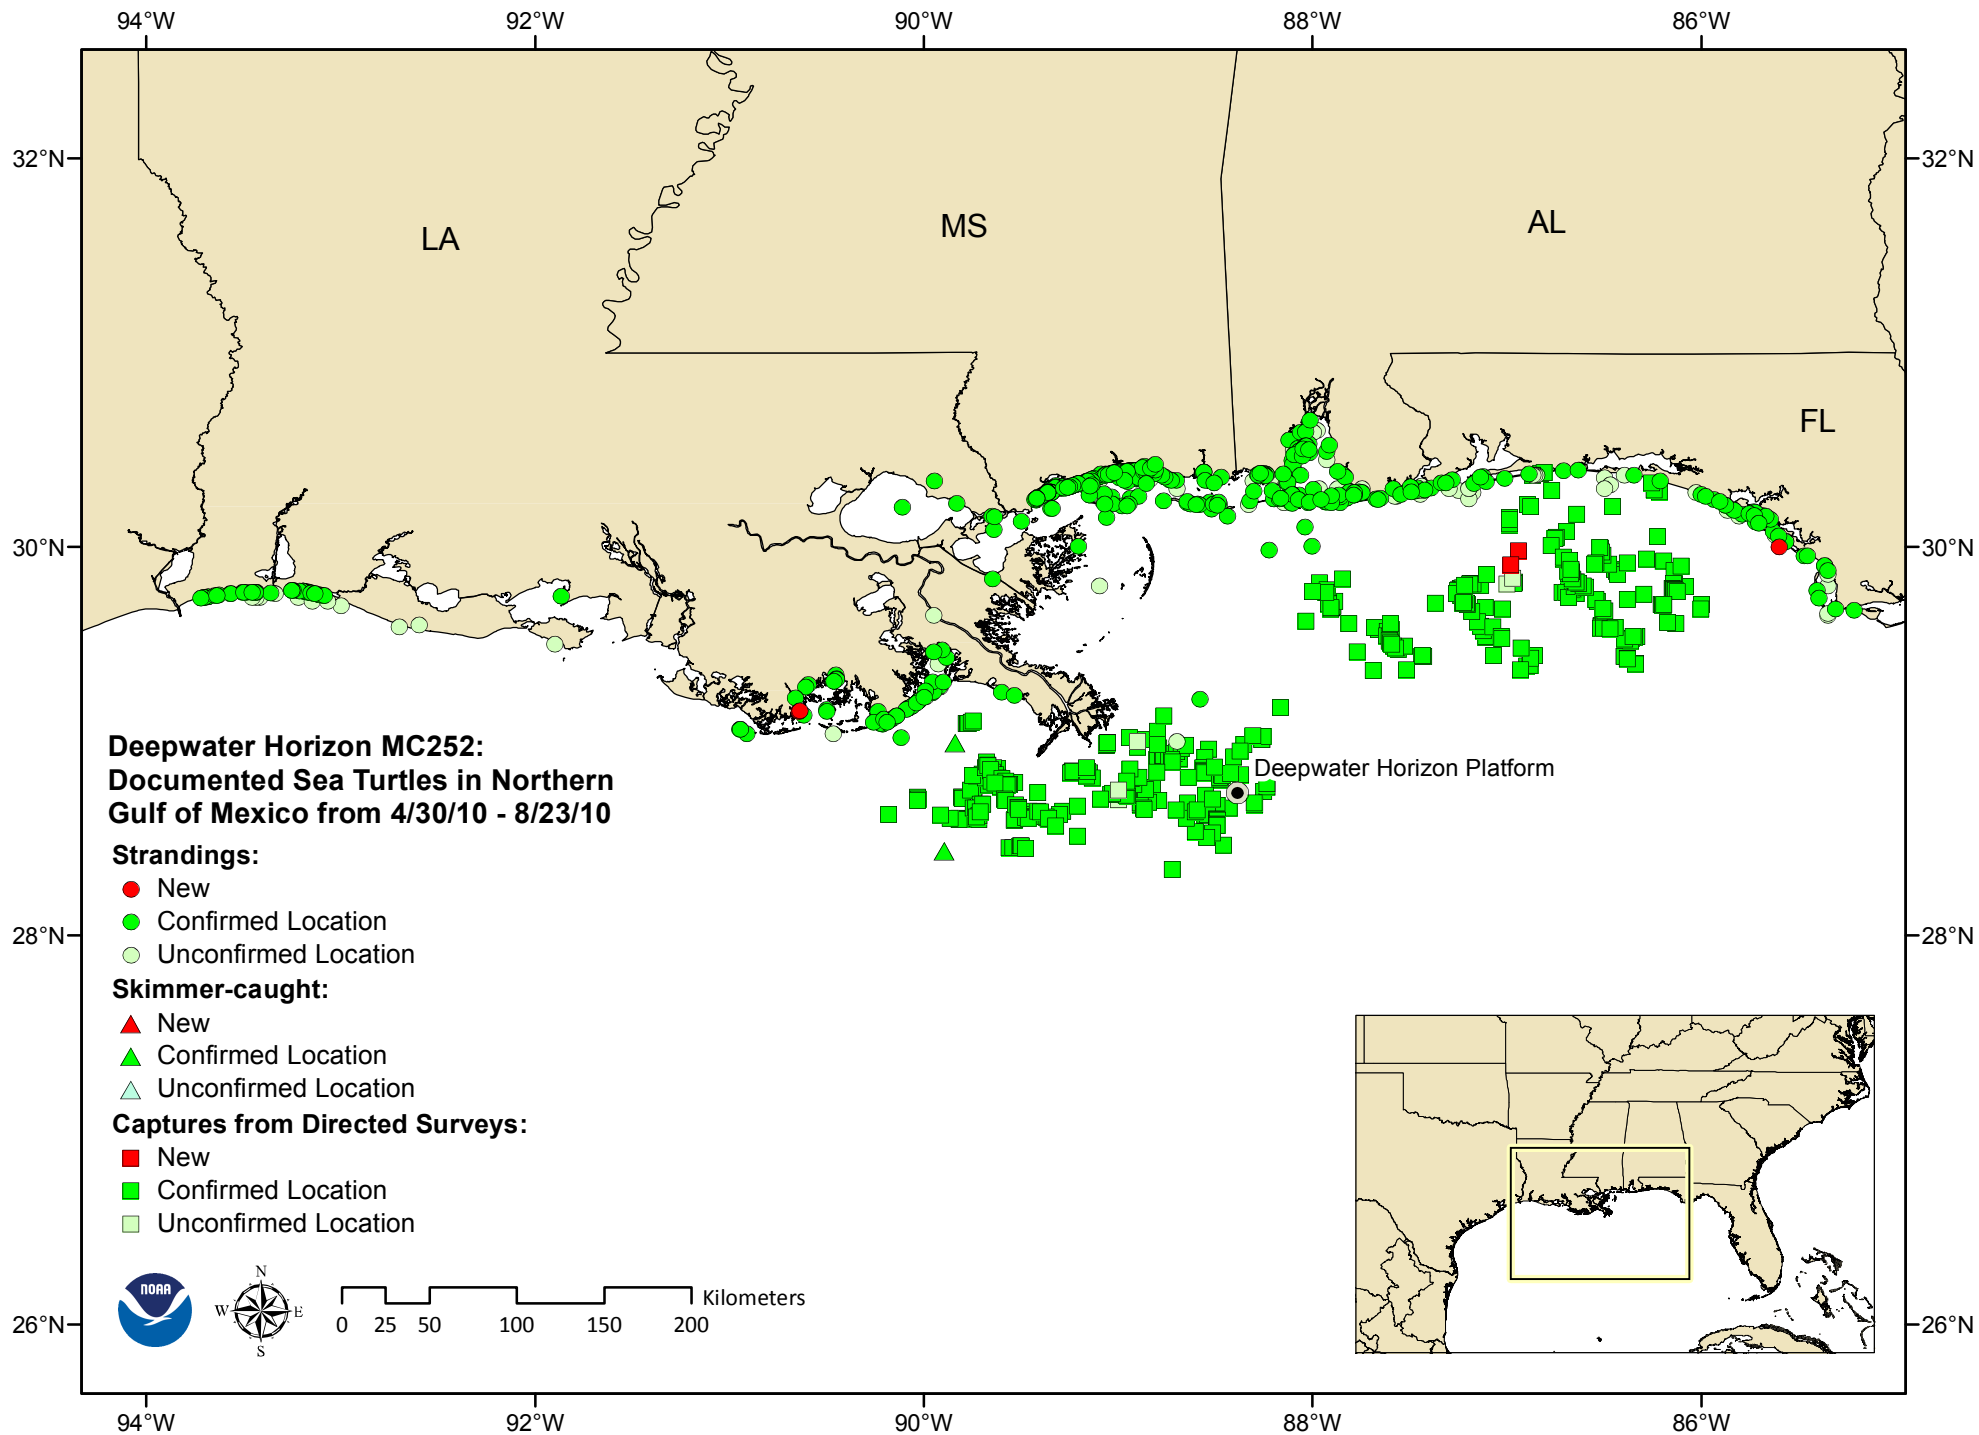 94°W 92°W 90°W 88°W 86°W
32°N 32°N
LA MS AL
FL
30°N 30°N
Deepwater Horizon Platform
Deepwater Horizon MC252:
Documented Sea Turtles in Northern
Gulf of Mexico from 4/30/10 - 8/23/10
Strandings:
New
Confirmed Location
Unconfirmed Location
28°N 28°N
Skimmer-caught:
New
Confirmed Location
Unconfirmed Location
Captures from Directed Surveys:
New
Confirmed Location
Unconfirmed Location
NOAA
N
W E
S
Kilometers
0 25 50 100 150 200
26°N 26°N
94°W 92°W 90°W 88°W 86°W